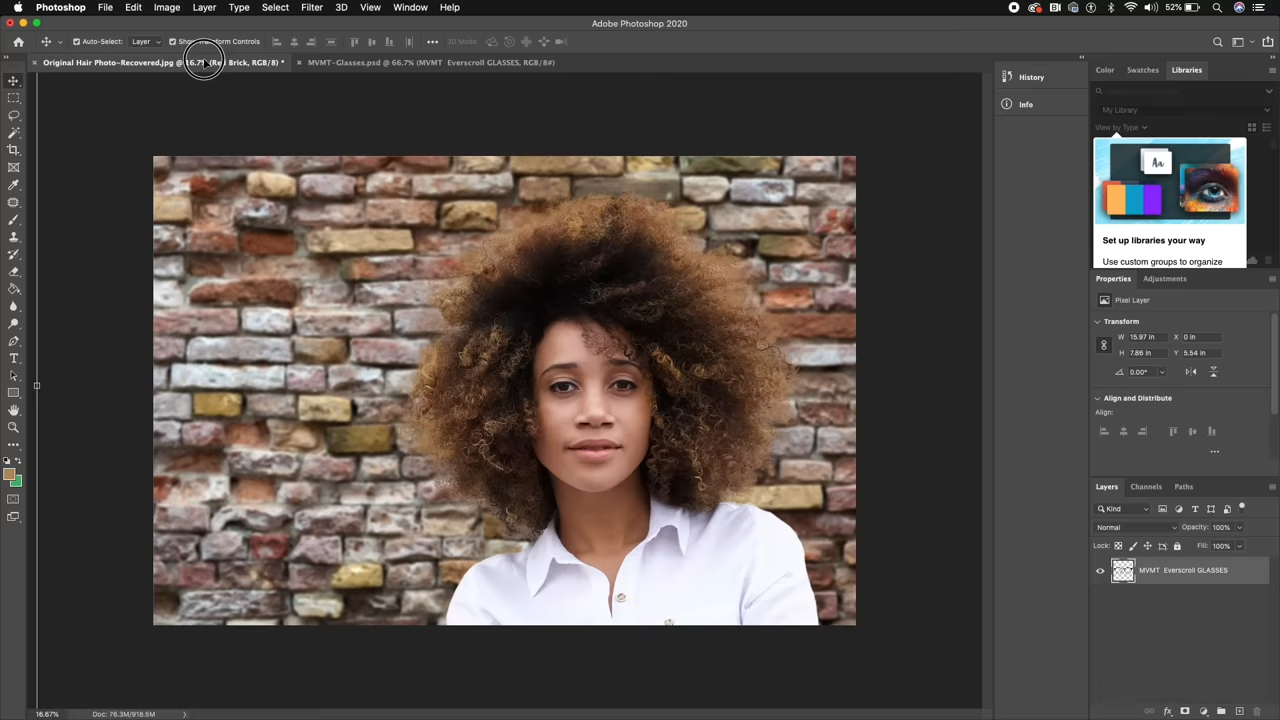 Photoshop File Edit Image Layer Type Select Filter 3D View Window Help 52%
Adobe Photoshop 2020
Auto-Select: Layer Show Transform Controls 3D Mode:
Original Hair Photo-Recovered.jpg @ 16.7% (Red Brick, RGB/8) * MVMT-Glasses.psd @ 66.7% (MVMT Everscroll GLASSES, RGB/8#)
History
Info
Color Swatches Libraries
My Library
View by Type
Aa
Set up libraries your way
Use custom groups to organize
Properties Adjustments
Pixel Layer
Transform
W 15.97 in X 0 in
H 7.86 in Y 5.54 in
0.00°
Align and Distribute
Align:
Layers Channels Paths
Kind
Normal Opacity: 100%
Lock: Fill: 100%
MVMT Everscroll GLASSES
16.67% Doc: 76.3M/918.5M